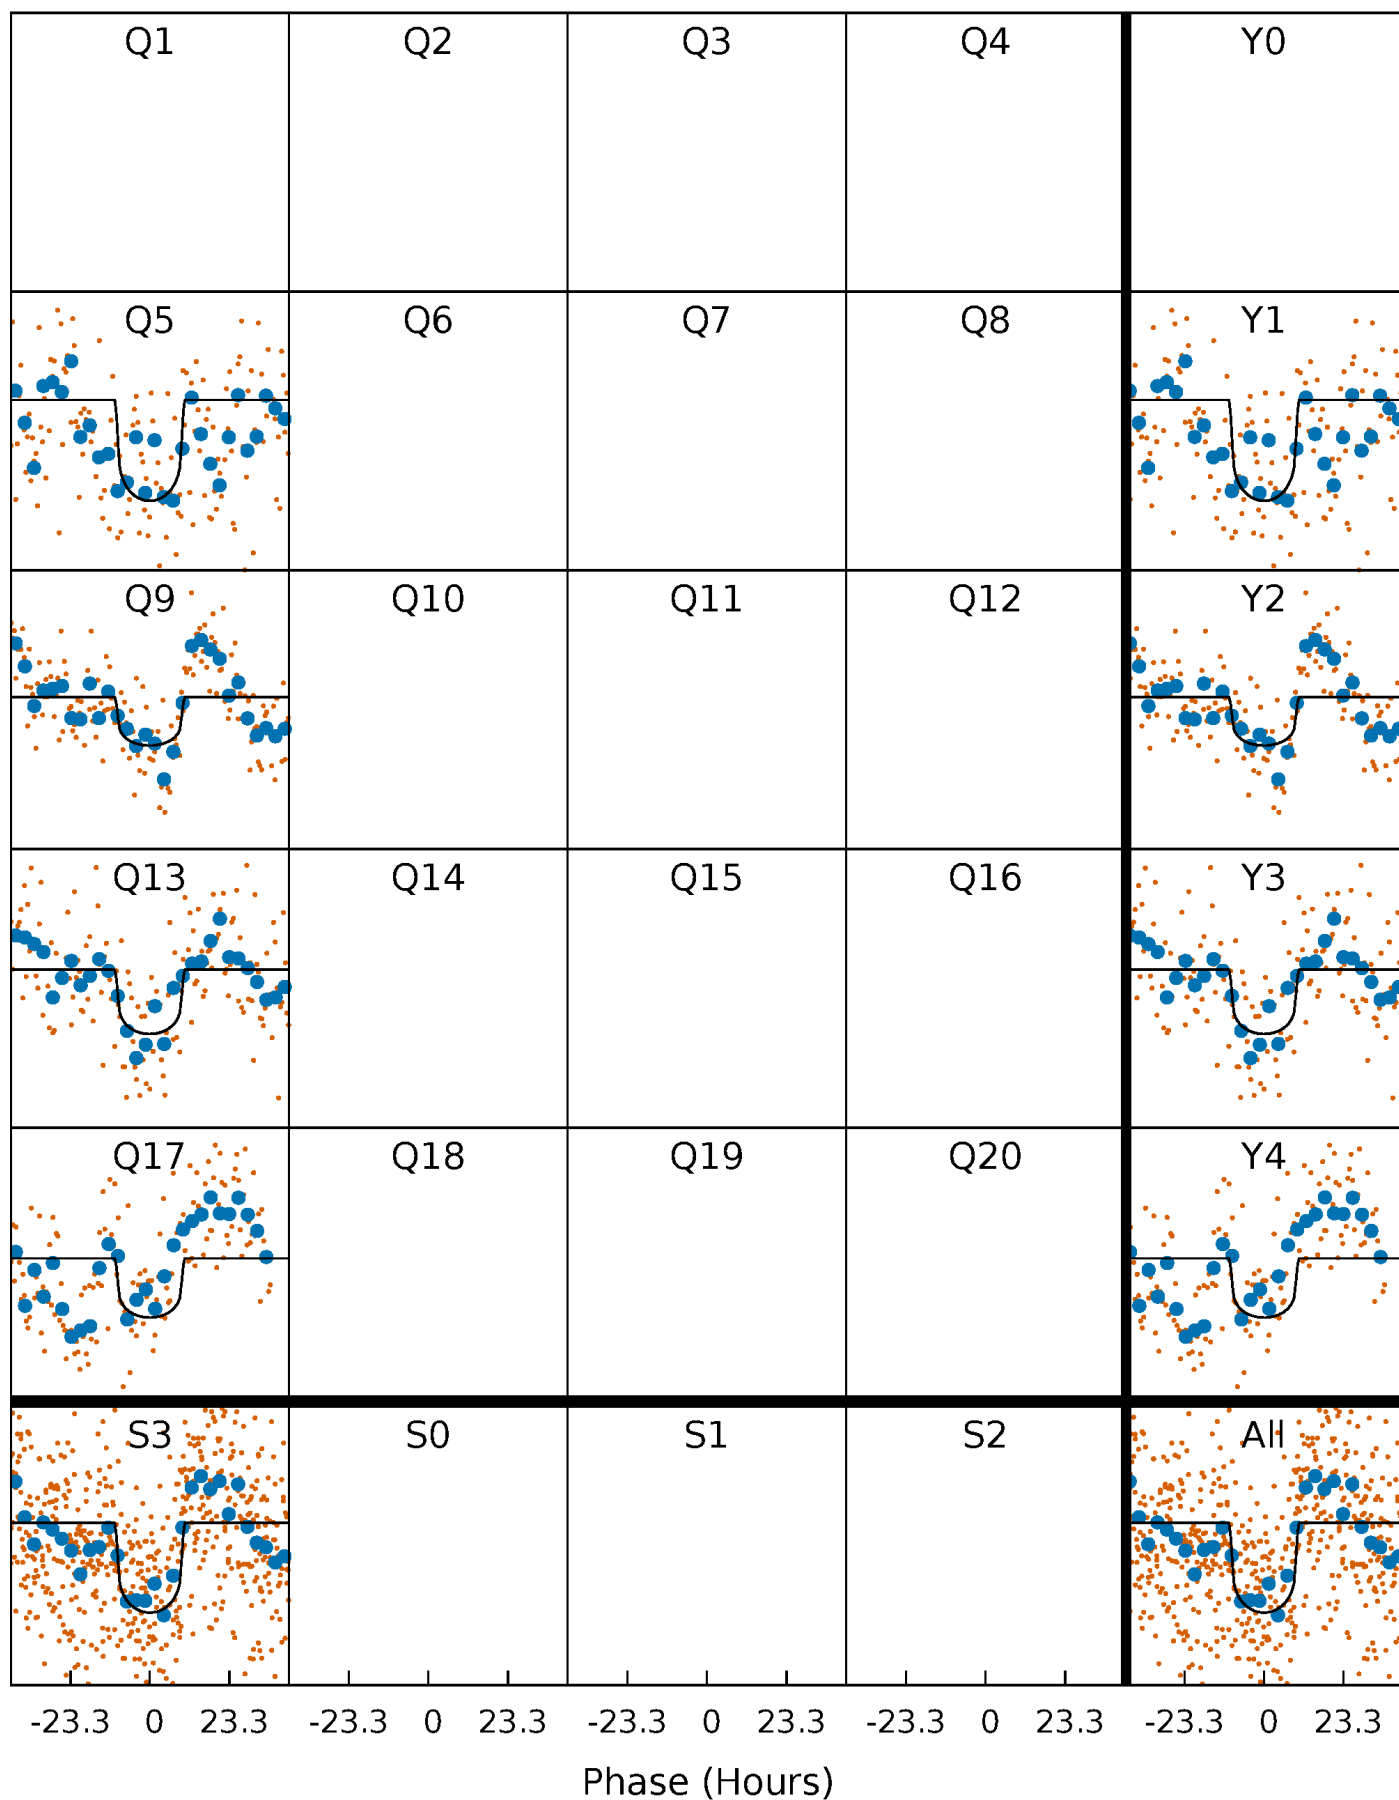 Q1 Q2 Q3 Q4 Y0
Q5 Q6 Q7 Q8 Y1
Q9 Q10 Q11 Q12 Y2
Q13 Q14 Q15 Q16 Y3
Q17 Q18 Q19 Q20 Y4
S3 S0 S1 S2 All
-23.3 0 23.3 -23.3 0 23.3 -23.3 0 23.3 -23.3 0 23.3 -23.3 0 23.3
Phase (Hours)